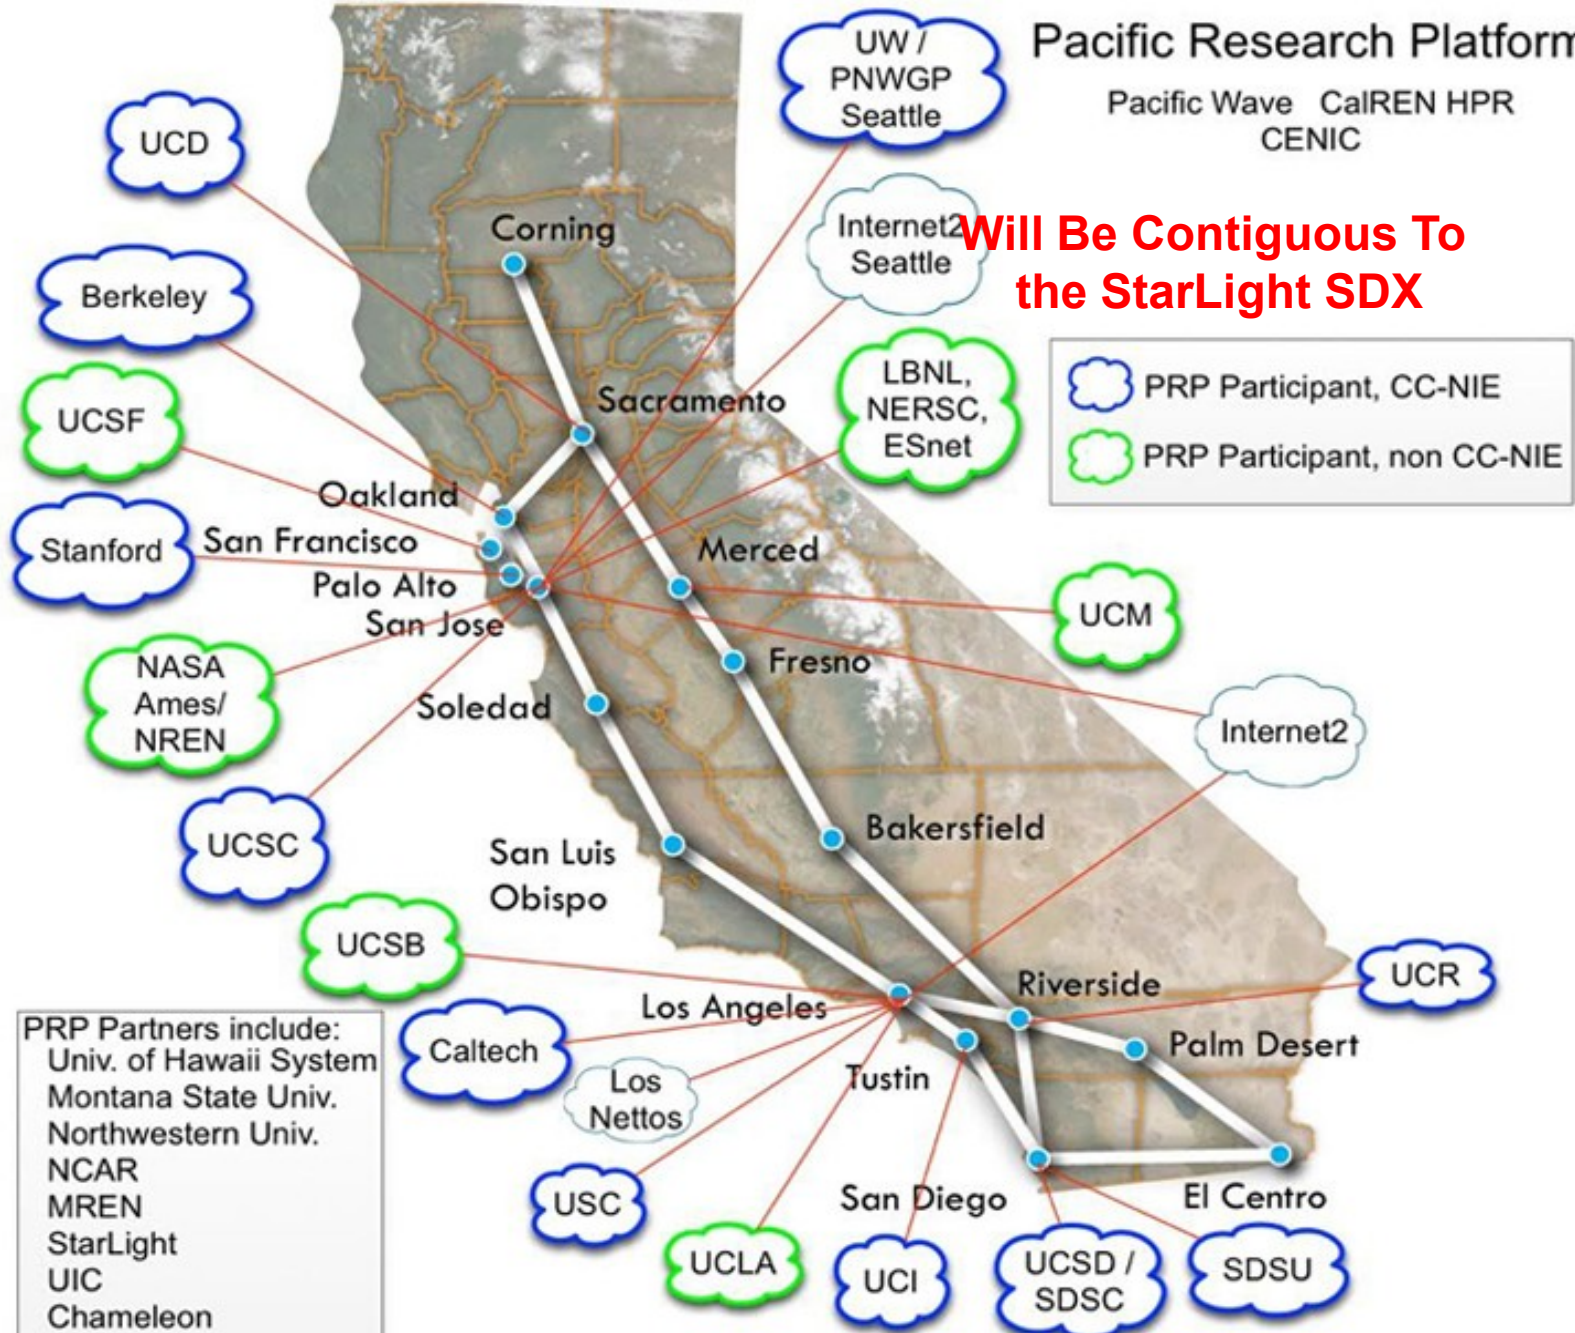 Pacific Research Platform
Pacific Wave CalREN HPR
CENIC
Will Be Contiguous To
the StarLight SDX
PRP Participant, CC-NIE
PRP Participant, non CC-NIE
UW /
PNWGP
Seattle
UCD
Internet2
Seattle
Corning
Berkeley
LBNL,
NERSC,
ESnet
UCSF
Sacramento
Oakland
Stanford
San Francisco
Merced
Palo Alto
UCM
San Jose
NASA
Ames/
NREN
Fresno
Soledad
Internet2
UCSC
Bakersfield
San Luis
Obispo
UCSB
Riverside
UCR
Los Angeles
Caltech
Palm Desert
Los
Nettos
Tustin
USC
San Diego
El Centro
UCLA
UCI
UCSD /
SDSC
SDSU
PRP Partners include:
Univ. of Hawaii System
Montana State Univ.
Northwestern Univ.
NCAR
MREN
StarLight
UIC
Chameleon